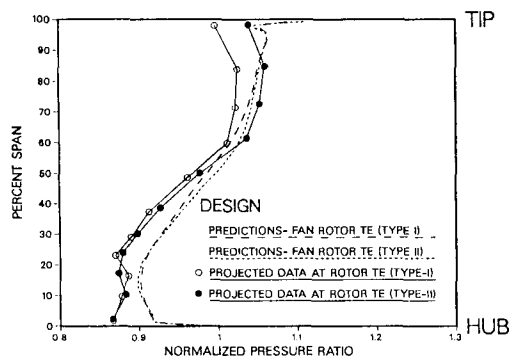 TIP
100
90
80
70
60
50
40
30
20
10
0
PERCENT SPAN
DESIGN
PREDICTIONS- FAN ROTOR TE (TYPE I)
PREDICTIONS- FAN ROTOR TE (TYPE II)
PROJECTED DATA AT ROTOR TE (TYPE-I)
PROJECTED DATA AT ROTOR TE (TYPE-II)
HUB
0.8 0.9 1.0 1.1 1.2 1.3
NORMALIZED PRESSURE RATIO